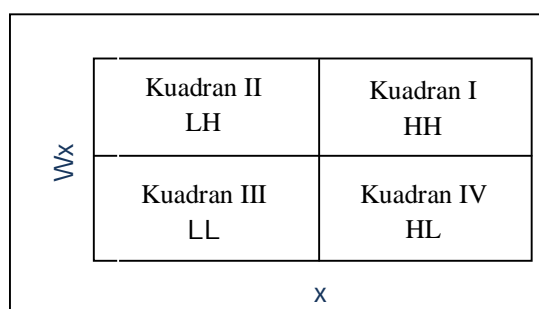 Kuadran II
LH
Kuadran I
HH
Wx
Kuadran III
LL
Kuadran IV
HL
x